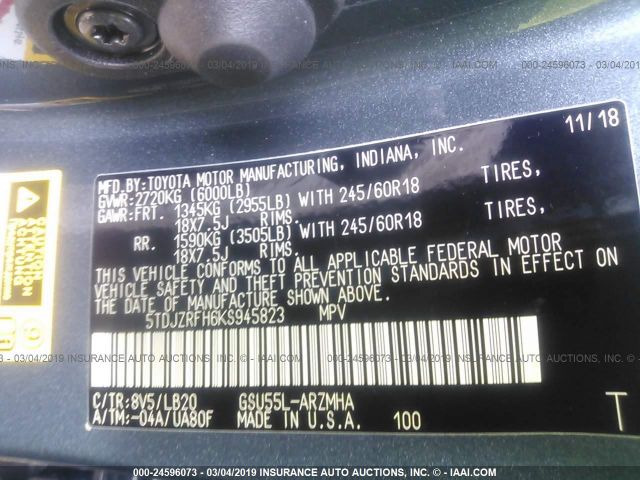 00-24596073 - 03/04/2019 - INSURANCE AUTO AUCTIONS, INC. - © - WWW.IAAI.COM
11/18
MFD.BY:TOYOTA MOTOR MANUFACTURING, INDIANA, INC.
GVWR:2720KG (6000LB)
GAWR:FRT. 1345KG (2955LB) WITH 245/60R18 TIRES,
18X7.5J RIMS.
RR. 1590KG (3505LB) WITH 245/60R18 TIRES,
18X7.5J RIMS.
THIS VEHICLE CONFORMS TO ALL APPLICABLE FEDERAL MOTOR
VEHICLE SAFETY AND THEFT PREVENTION STANDARDS IN EFFECT ON
THE DATE OF MANUFACTURE SHOWN ABOVE.
5TDJZRFH6KS945823 MPV
C/TR:8V5/LB20 GSU55L-ARZMHA
A/TM:-04A/UA80F MADE IN U.S.A. 100 T
000-24596073 - 03/04/2019 - INSURANCE AUTO AUCTIONS, INC. - © - WWW.IAAI.COM